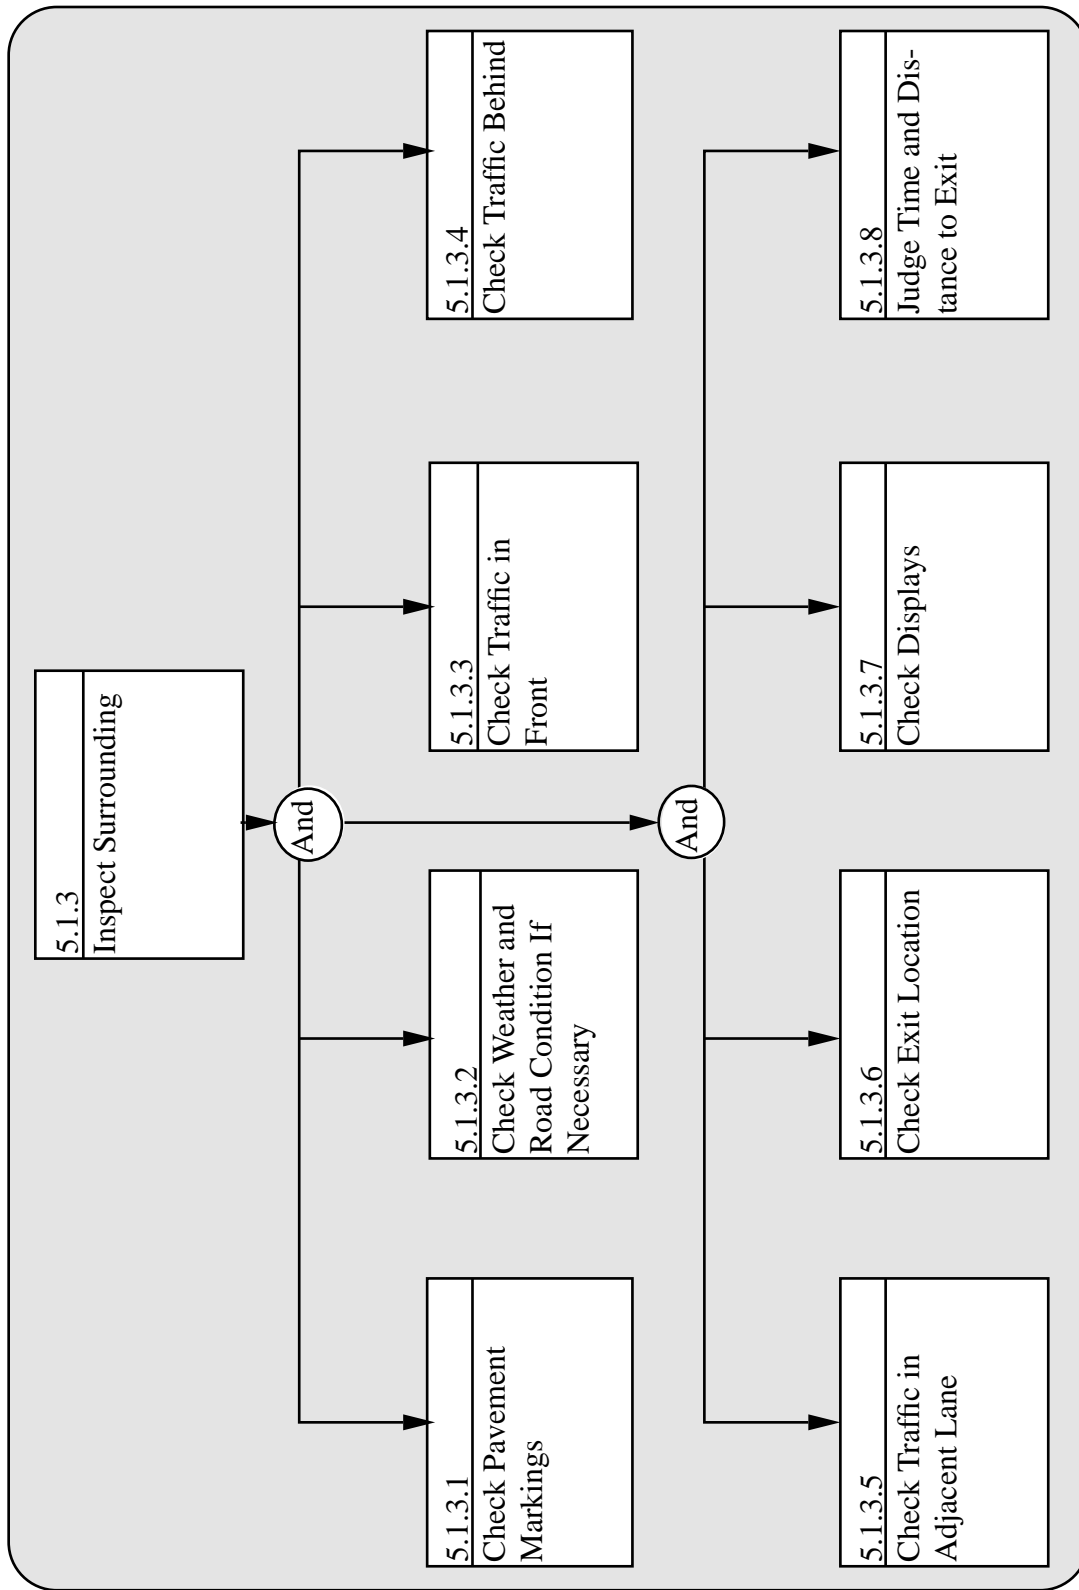 5.1.3
Inspect Surrounding
And
5.1.3.1
Check Pavement
Markings
5.1.3.2
Check Weather and
Road Condition If
Necessary
5.1.3.3
Check Traffic in
Front
5.1.3.4
Check Traffic Behind
And
5.1.3.5
Check Traffic in
Adjacent Lane
5.1.3.6
Check Exit Location
5.1.3.7
Check Displays
5.1.3.8
Judge Time and Dis-
tance to Exit